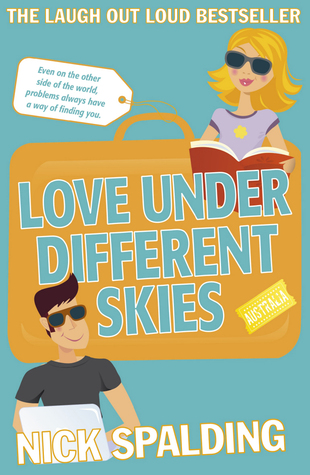 THE LAUGH OUT LOUD BESTSELLER
Even on the other
side of the world,
problems always have
a way of finding you.
LOVE UNDER
DIFFERENT
SKIES
AUSTRALIA
NICK SPALDING